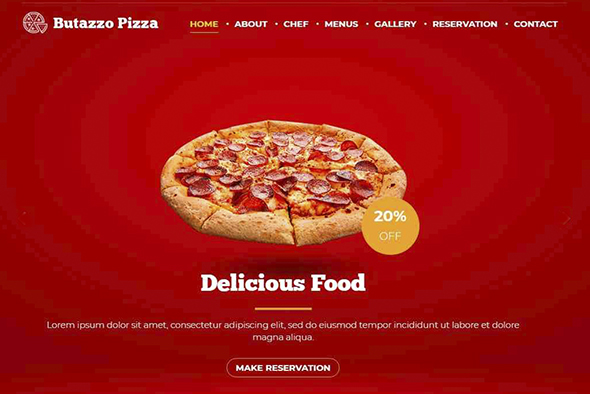 Butazzo Pizza
HOME • ABOUT • CHEF • MENUS • GALLERY • RESERVATION • CONTACT
20%
OFF
Delicious Food
Lorem ipsum dolor sit amet, consectetur adipiscing elit, sed do eiusmod tempor incididunt ut labore et dolore
magna aliqua.
MAKE RESERVATION